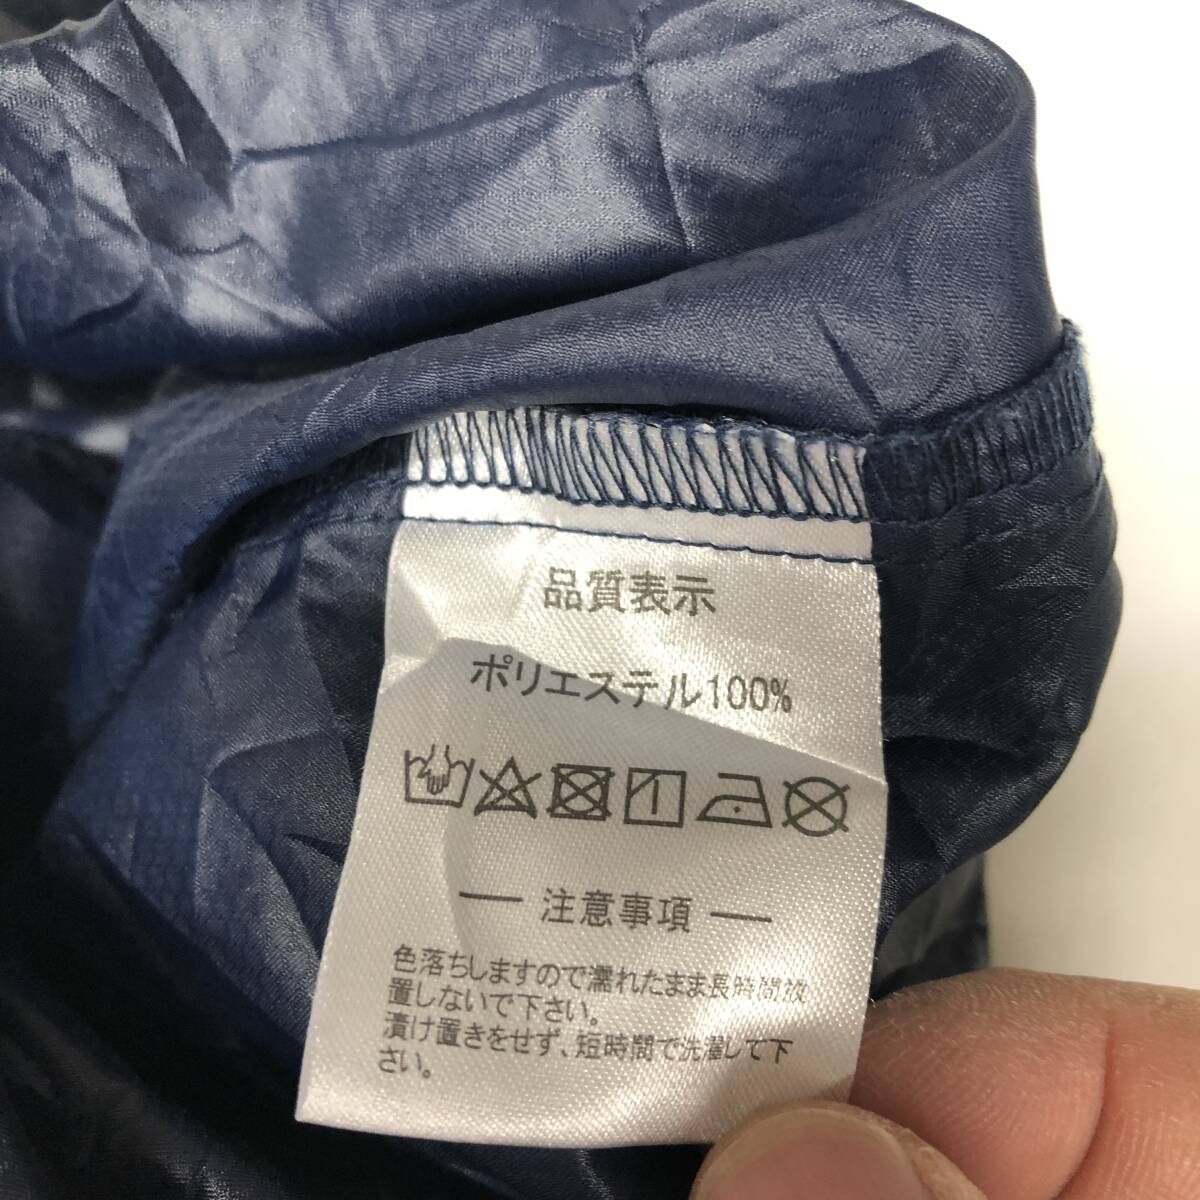 品質表示
ポリエステル100%
― 注意事項 ―
色落ちしますので濡れたまま長時間放
置しないで下さい。
漬け置きをせず、短時間で洗濯して下
さい。